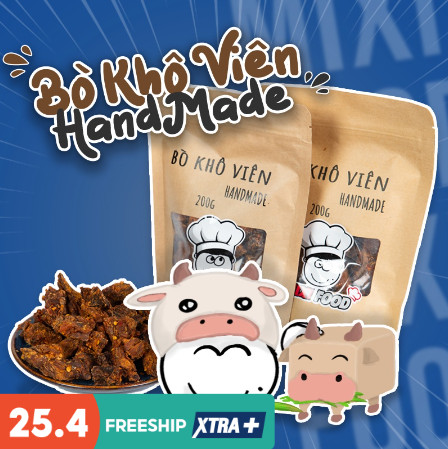 Bò Khô Viên
HandMade
BÒ KHÔ VIÊN
HANDMADE
200G
KHÔ VIÊN
HANDMADE
200G
FOOD
25.4
FREESHIP XTRA+